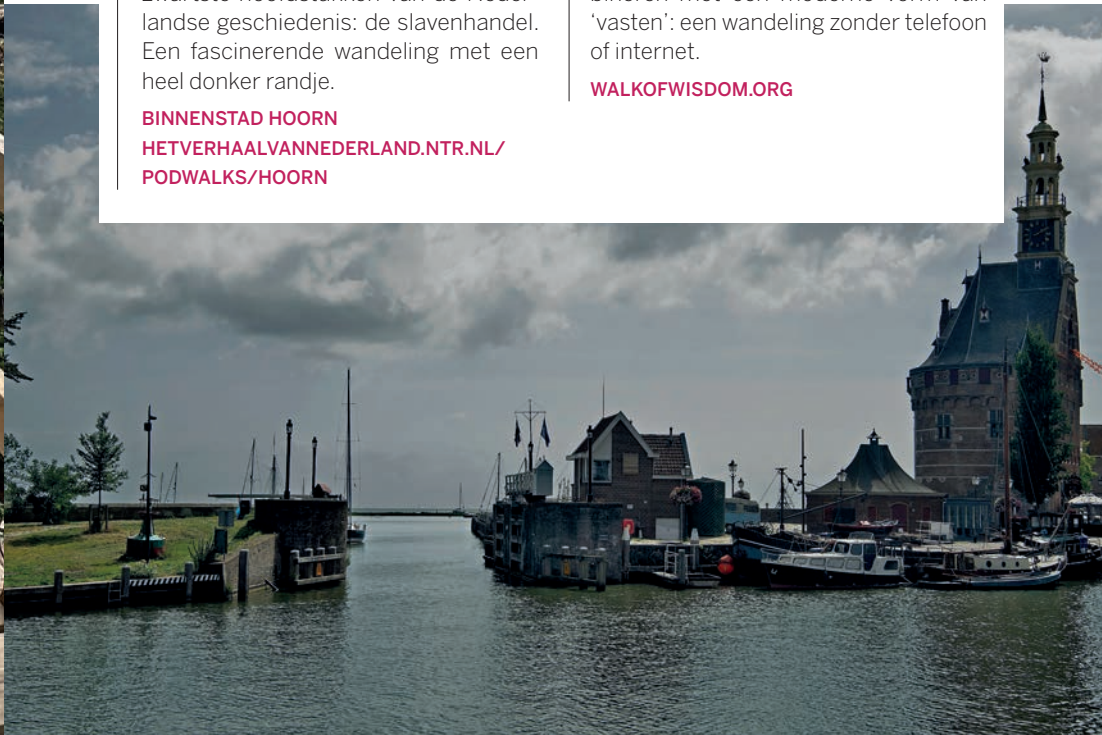 landse geschiedenis: de slavenhandel.
Een fascinerende wandeling met een
heel donker randje.
BINNENSTAD HOORN
HETVERHAALVANNEDERLAND.NTR.NL/
PODWALKS/HOORN
‘vasten’: een wandeling zonder telefoon
of internet.
WALKOFWISDOM.ORG